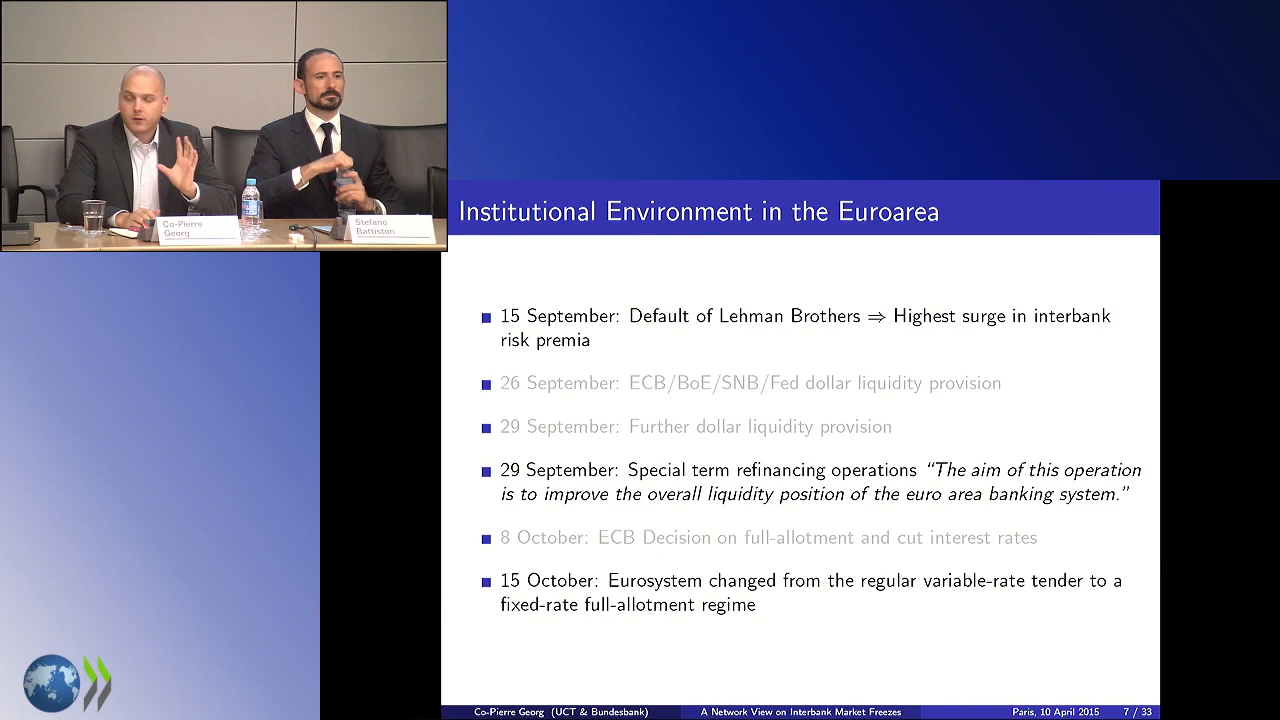 Co-Pierre
Georg
Stefano
Battiston
Institutional Environment in the Euroarea
15 September: Default of Lehman Brothers ⇒ Highest surge in interbank
risk premia
26 September: ECB/BoE/SNB/Fed dollar liquidity provision
29 September: Further dollar liquidity provision
29 September: Special term refinancing operations “The aim of this operation
is to improve the overall liquidity position of the euro area banking system.”
8 October: ECB Decision on full-allotment and cut interest rates
15 October: Eurosystem changed from the regular variable-rate tender to a
fixed-rate full-allotment regime
Co-Pierre Georg (UCT & Bundesbank) A Network View on Interbank Market Freezes Paris, 10 April 2015 7 / 33